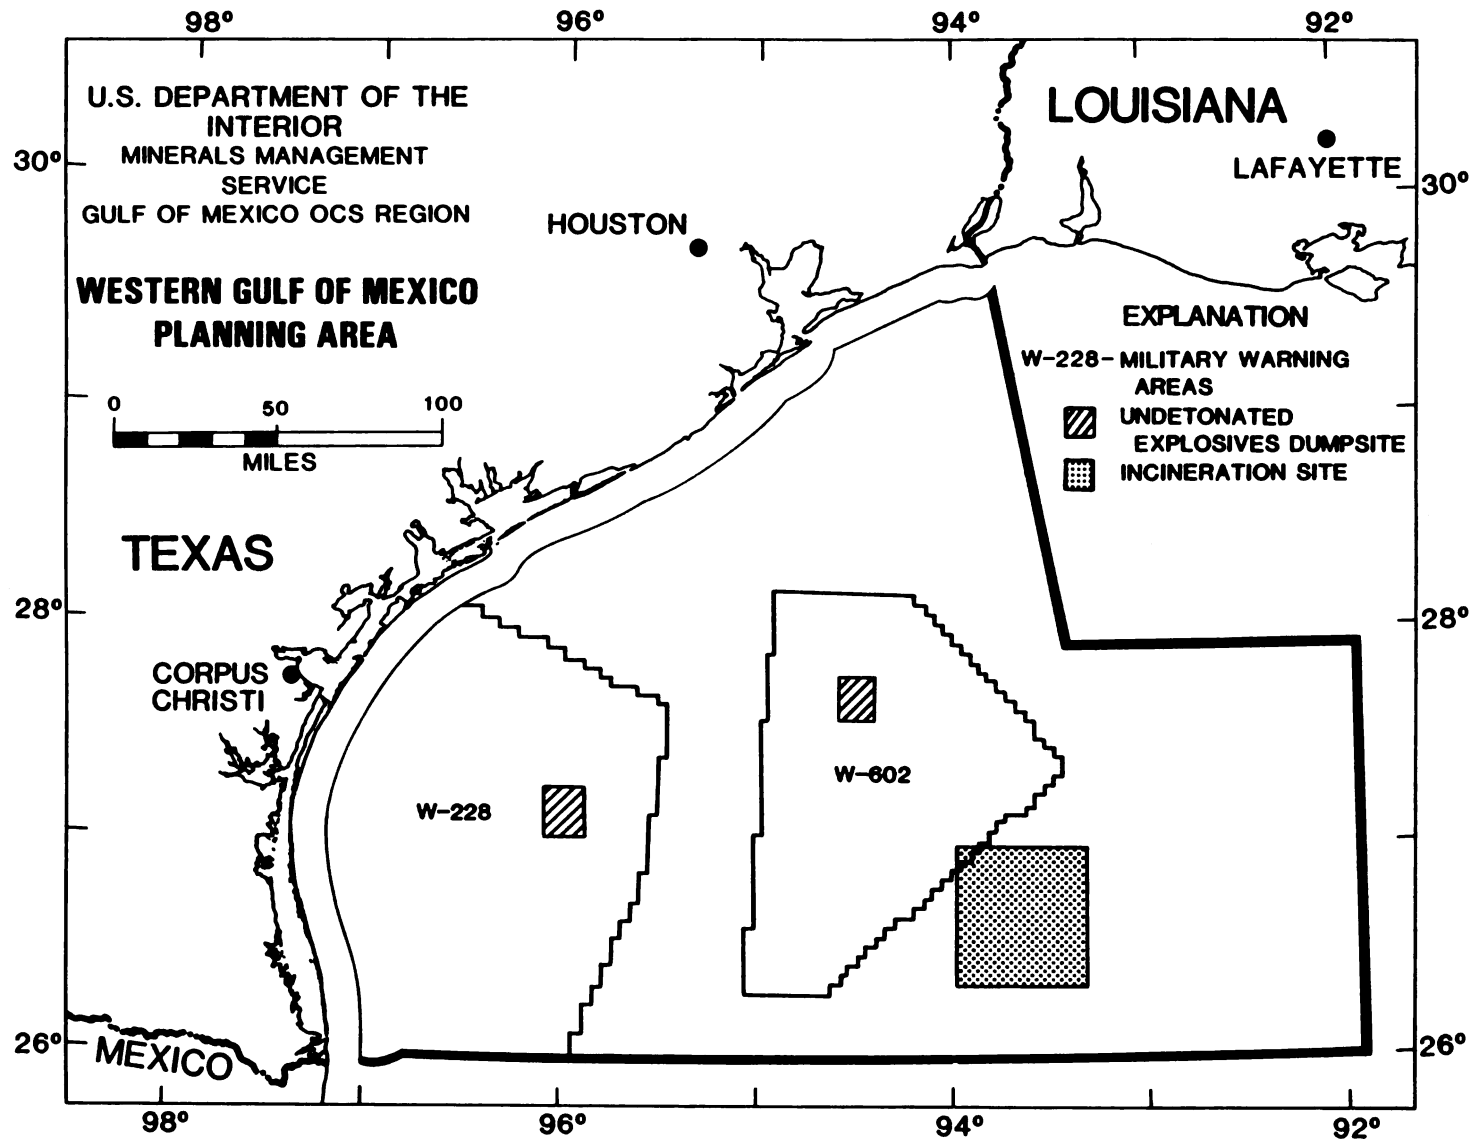 98° 96° 94° 92°
U.S. DEPARTMENT OF THE
INTERIOR
MINERALS MANAGEMENT
SERVICE
GULF OF MEXICO OCS REGION
WESTERN GULF OF MEXICO
PLANNING AREA
0 50 100
MILES
LOUISIANA
LAFAYETTE
HOUSTON
30°
30°
EXPLANATION
W-228- MILITARY WARNING
AREAS
UNDETONATED
EXPLOSIVES DUMPSITE
INCINERATION SITE
TEXAS
28°
28°
CORPUS
CHRISTI
W-602
W-228
26°
26°
MEXICO
98° 96° 94° 92°